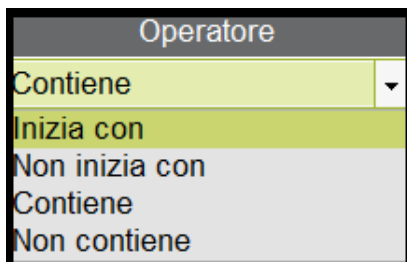 Operatore
Contiene
Inizia con
Non inizia con
Contiene
Non contiene